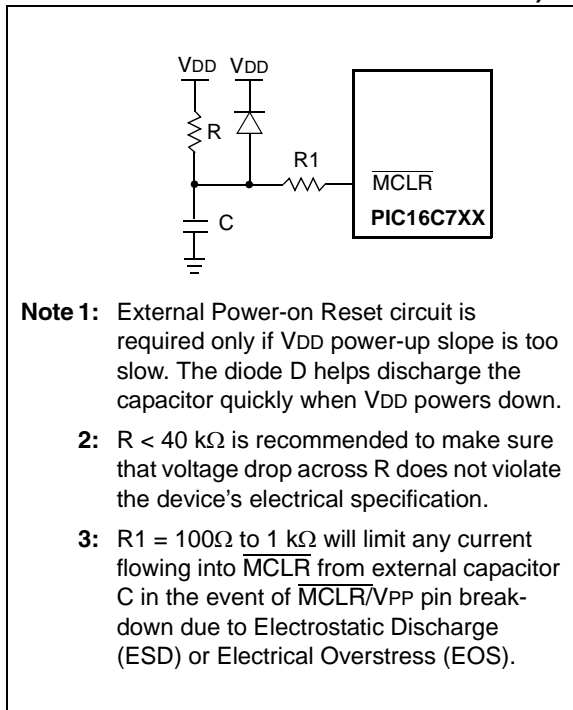 VDD VDD
R
R1
MCLR
PIC16C7XX
C
Note 1: External Power-on Reset circuit is
required only if VDD power-up slope is too
slow. The diode D helps discharge the
capacitor quickly when VDD powers down.
2: R < 40 kΩ is recommended to make sure
that voltage drop across R does not violate
the device's electrical specification.
3: R1 = 100Ω to 1 kΩ will limit any current
flowing into MCLR from external capacitor
C in the event of MCLR/VPP pin break-
down due to Electrostatic Discharge
(ESD) or Electrical Overstress (EOS).